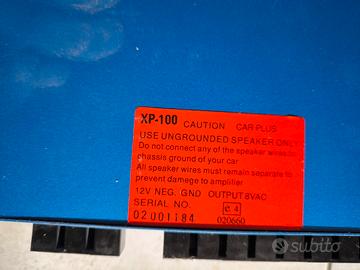 XP-100 CAUTION CAR PLUS
USE UNGROUNDED SPEAKER ONLY
Do not connect any of the speaker wires to
chassis ground of your car
All speaker wires must remain separate to
prevent damage to amplifier
12V NEG. GND OUTPUT 8VAC
SERIAL NO. e 4
02001184 020660
subito